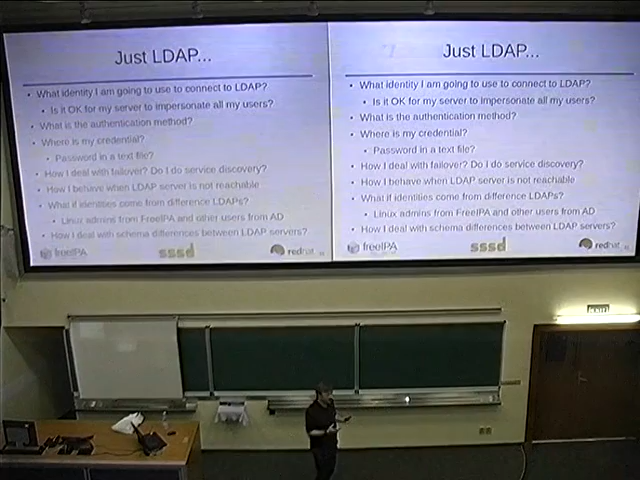 Just LDAP...
• What identity I am going to use to connect to LDAP?
• Is it OK for my server to impersonate all my users?
• What is the authentication method?
• Where is my credential?
• Password in a text file?
• How I deal with failover? Do I do service discovery?
• How I behave when LDAP server is not reachable
• What if identities come from difference LDAPs?
• Linux admins from FreeIPA and other users from AD
• How I deal with schema differences between LDAP servers?
freeIPA sssd redhat
Just LDAP...
• What identity I am going to use to connect to LDAP?
• Is it OK for my server to impersonate all my users?
• What is the authentication method?
• Where is my credential?
• Password in a text file?
• How I deal with failover? Do I do service discovery?
• How I behave when LDAP server is not reachable
• What if identities come from difference LDAPs?
• Linux admins from FreeIPA and other users from AD
• How I deal with schema differences between LDAP servers?
freeIPA sssd redhat